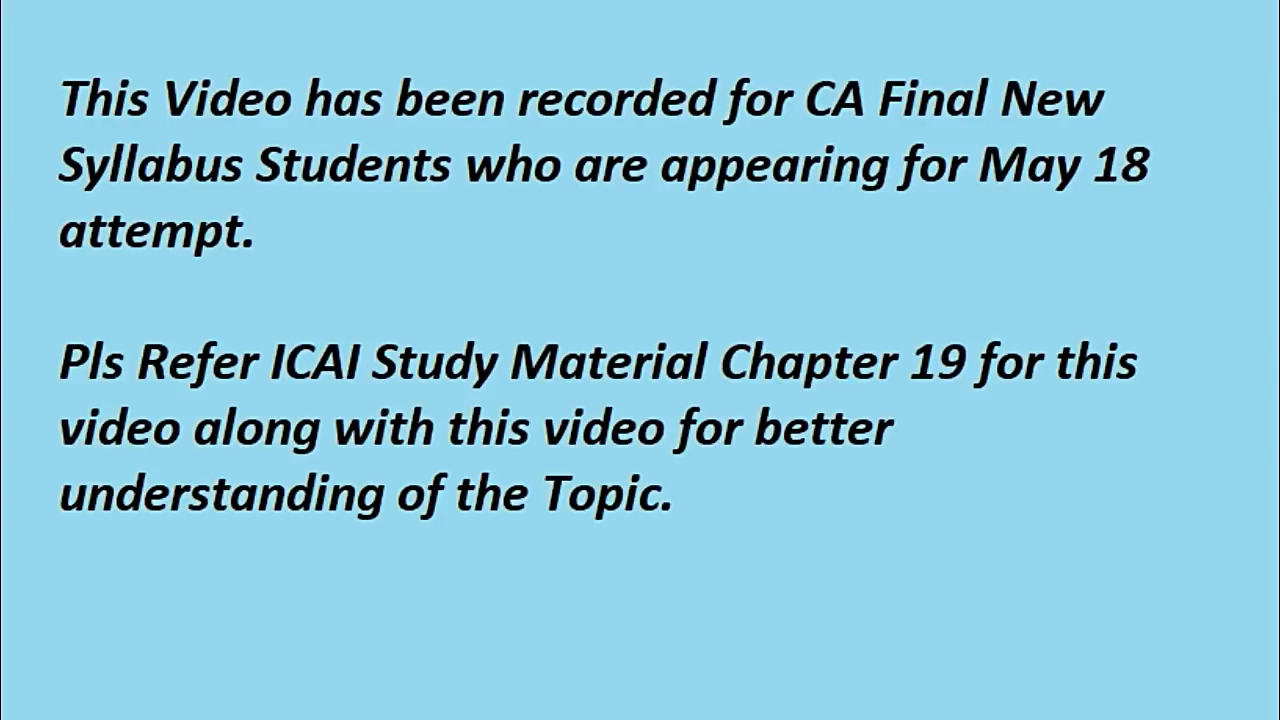 This Video has been recorded for CA Final New
Syllabus Students who are appearing for May 18
attempt.
Pls Refer ICAI Study Material Chapter 19 for this
video along with this video for better
understanding of the Topic.